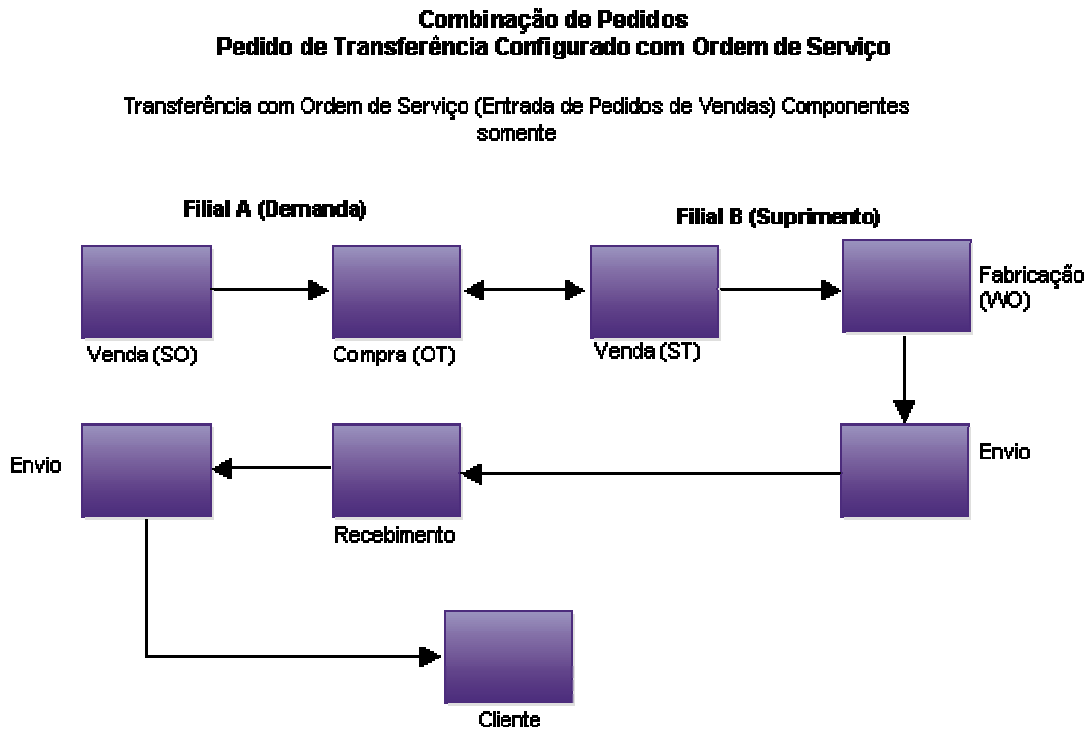 Combinação de Pedidos
Pedido de Transferência Configurado com Ordem de Serviço
Transferência com Ordem de Serviço (Entrada de Pedidos de Vendas) Componentes
somente
Filial A (Demanda)
Filial B (Suprimento)
Venda (SO)
Compra (OT)
Venda (ST)
Fabricação
(WO)
Envio
Recebimento
Envio
Cliente